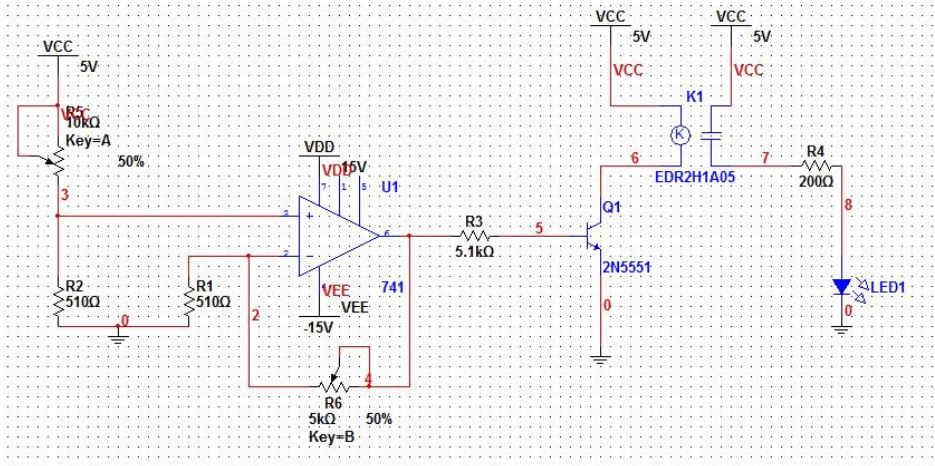 VCC
5V
VCC
5V
VCC
5V
VCC
VCC
K1
K
EDR2H1A05
6
7
R4
200Ω
8
LED1
0
R5
VCC
10kΩ
Key=A
50%
3
VDD
VDD
15V
7
1
5
U1
3
+
2
−
6
741
4
VEE
VEE
-15V
R3
5.1kΩ
5
Q1
2N5551
0
R2
510Ω
R1
510Ω
0
2
4
R6
5kΩ
50%
Key=B